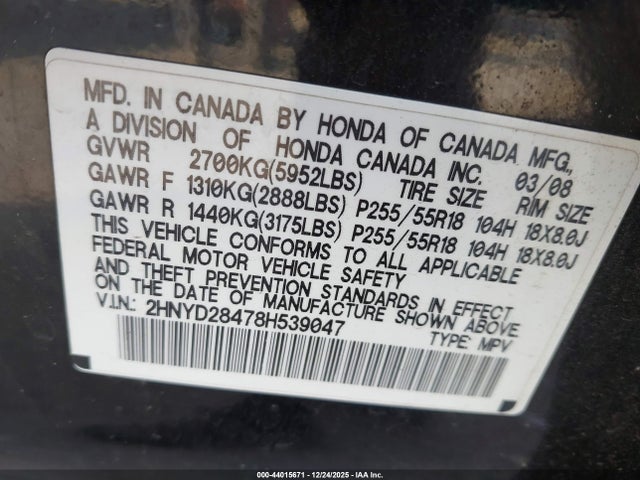 MFD. IN CANADA BY HONDA OF CANADA MFG.,
A DIVISION OF HONDA CANADA INC. 03/08
GVWR 2700KG(5952LBS) TIRE SIZE RIM SIZE
GAWR F 1310KG(2888LBS) P255/55R18 104H 18X8.0J
GAWR R 1440KG(3175LBS) P255/55R18 104H 18X8.0J
THIS VEHICLE CONFORMS TO ALL APPLICABLE
FEDERAL MOTOR VEHICLE SAFETY
AND THEFT PREVENTION STANDARDS IN EFFECT
ON THE DATE OF MANUFACTURE SHOWN ABOVE
V.I.N.: 2HNYD28478H539047 TYPE: MPV
000-44015671 - 12/24/2025 - IAA Inc.